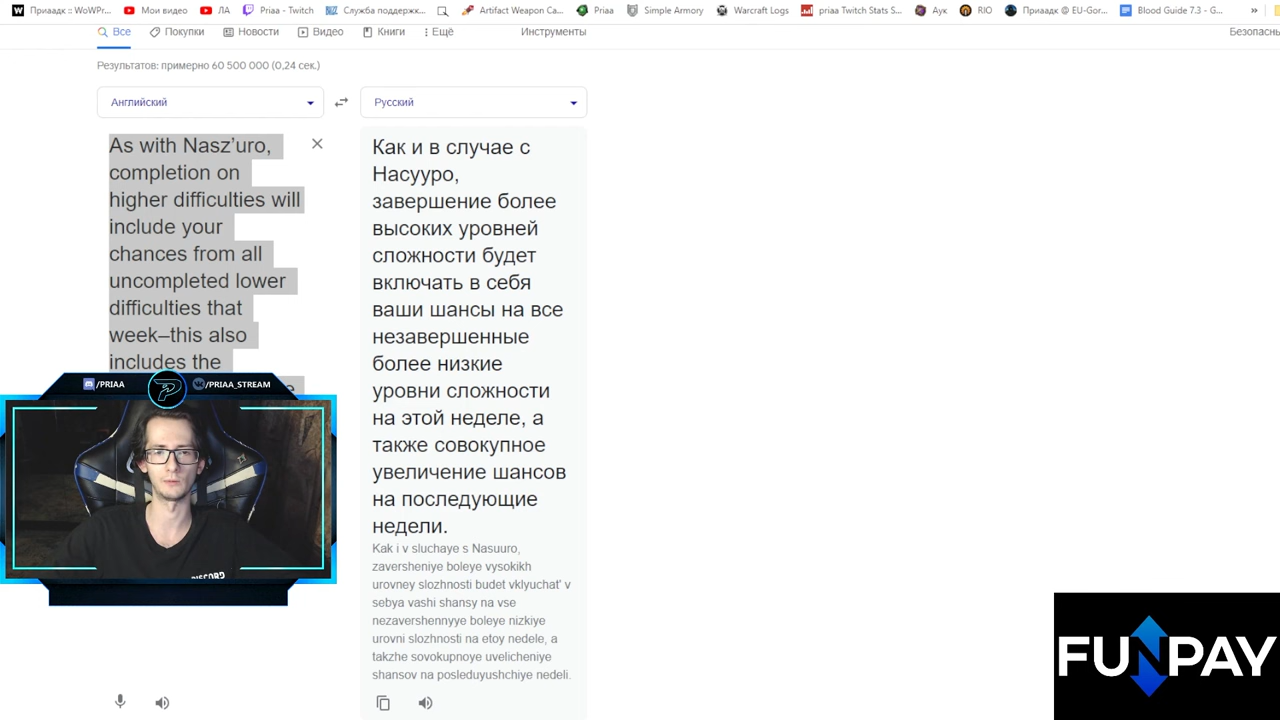 Приаадк :: WoWPr...
Мои видео
ЛА
Priaa - Twitch
Служба поддержк...
Artifact Weapon Ca...
Priaa
Simple Armory
Warcraft Logs
priaa Twitch Stats S...
Аук
RIO
Приаадк @ EU-Gor...
Blood Guide 7.3 - G...
»
Все
Покупки
Новости
Видео
Книги
Ещё
Инструменты
Результатов: примерно 60 500 000 (0,24 сек.)
Английский
Русский
As with Nasz’uro,
completion on
higher difficulties will
include your
chances from all
uncompleted lower
difficulties that
week–this also
includes the
Как и в случае с
Насууро,
завершение более
высоких уровней
сложности будет
включать в себя
ваши шансы на все
незавершенные
более низкие
уровни сложности
на этой неделе, а
также совокупное
увеличение шансов
на последующие
недели.
Kak i v sluchaye s Nasuuro,
zaversheniye boleye vysokikh
urovney slozhnosti budet vklyuchat' v
sebya vashi shansy na vse
nezavershennyye boleye nizkiye
urovni slozhnosti na etoy nedele, a
takzhe sovokupnoye uvelicheniye
shansov na posleduyushchiye nedeli.
/PRIAA
/PRIAA_STREAM
FUNPAY